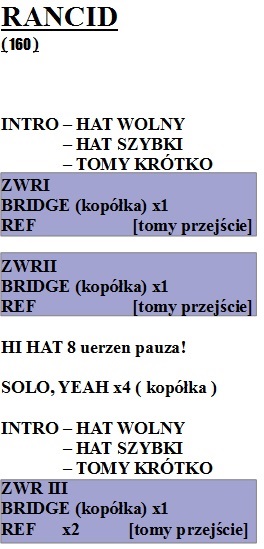 RANCID
(160)
INTRO – HAT WOLNY
– HAT SZYBKI
– TOMY KRÓTKO
ZWRI
BRIDGE (kopółka) x1
REF [tomy przejście]
ZWRII
BRIDGE (kopółka) x1
REF [tomy przejście]
HI HAT 8 uerzen pauza!
SOLO, YEAH x4 ( kopółka )
INTRO – HAT WOLNY
– HAT SZYBKI
– TOMY KRÓTKO
ZWR III
BRIDGE (kopółka) x1
REF x2 [tomy przejście]